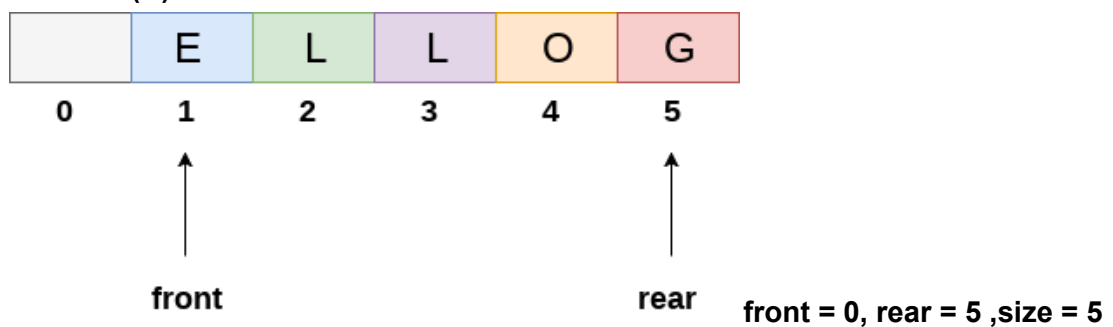 E L L O G
0 1 2 3 4 5
front rear front = 0, rear = 5 ,size = 5